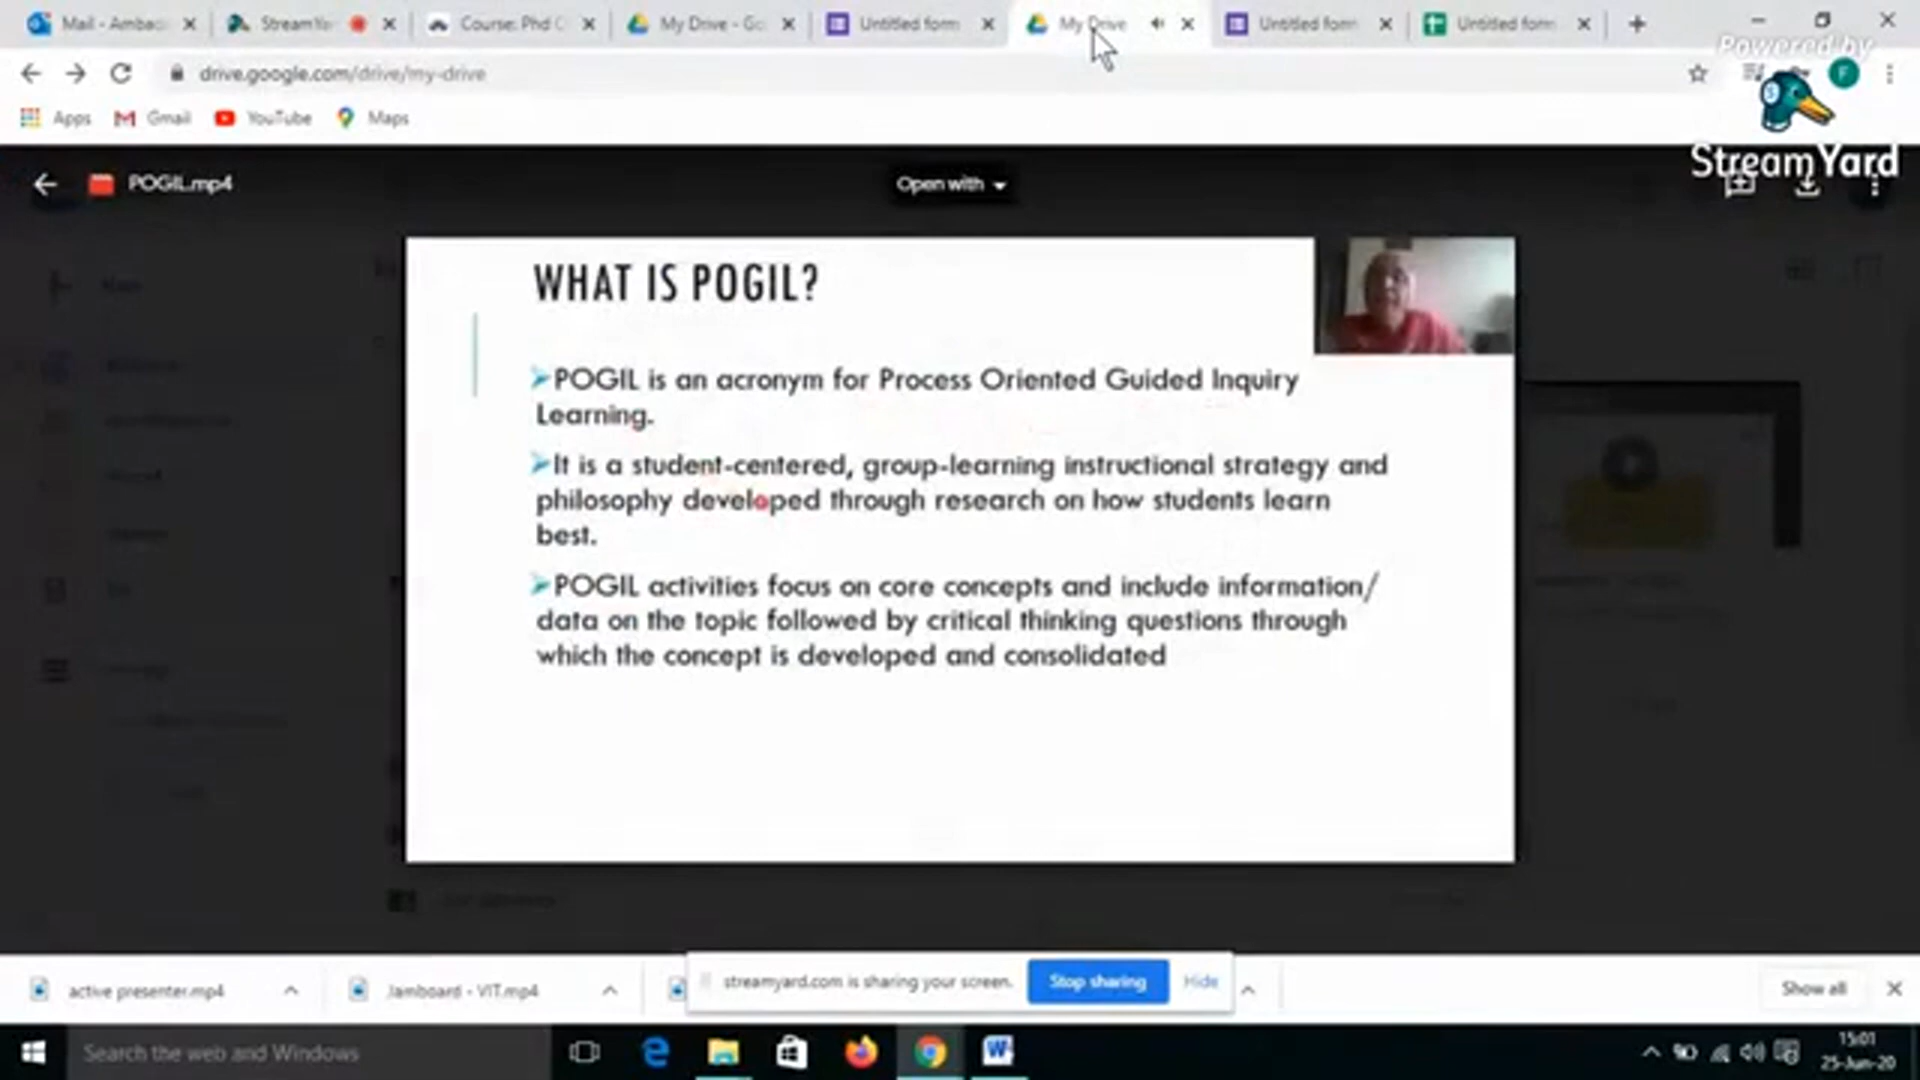 Mail - Ambac
StreamYa
Course: Phd C
My Drive - Go
Untitled form
My Drive
Untitled form
Untitled form
Powered by
drive.google.com/drive/my-drive
F
Apps
Gmail
YouTube
Maps
StreamYard
POGIL.mp4
Open with
WHAT IS POGIL?
➢POGIL is an acronym for Process Oriented Guided Inquiry
Learning.
➢It is a student-centered, group-learning instructional strategy and
philosophy developed through research on how students learn
best.
➢POGIL activities focus on core concepts and include information/
data on the topic followed by critical thinking questions through
which the concept is developed and consolidated
active presenter.mp4
Jamboard - VIT.mp4
streamyard.com is sharing your screen.
Stop sharing
Hide
Show all
Search the web and Windows
15:01
25-Jun-20